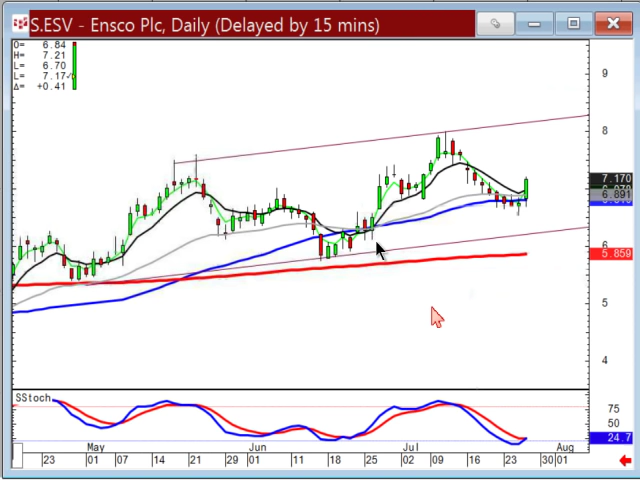 S.ESV - Ensco Plc, Daily (Delayed by 15 mins)
O= 6.84
H= 7.21
L= 6.70
L= 7.17
Δ= +0.41
9
8
7.170
6.891
6
5.859
5
4
SStoch
75
50
24.7
May Jun Jul Aug
23 01 07 14 21 29 01 11 18 25 02 09 16 23 30 01